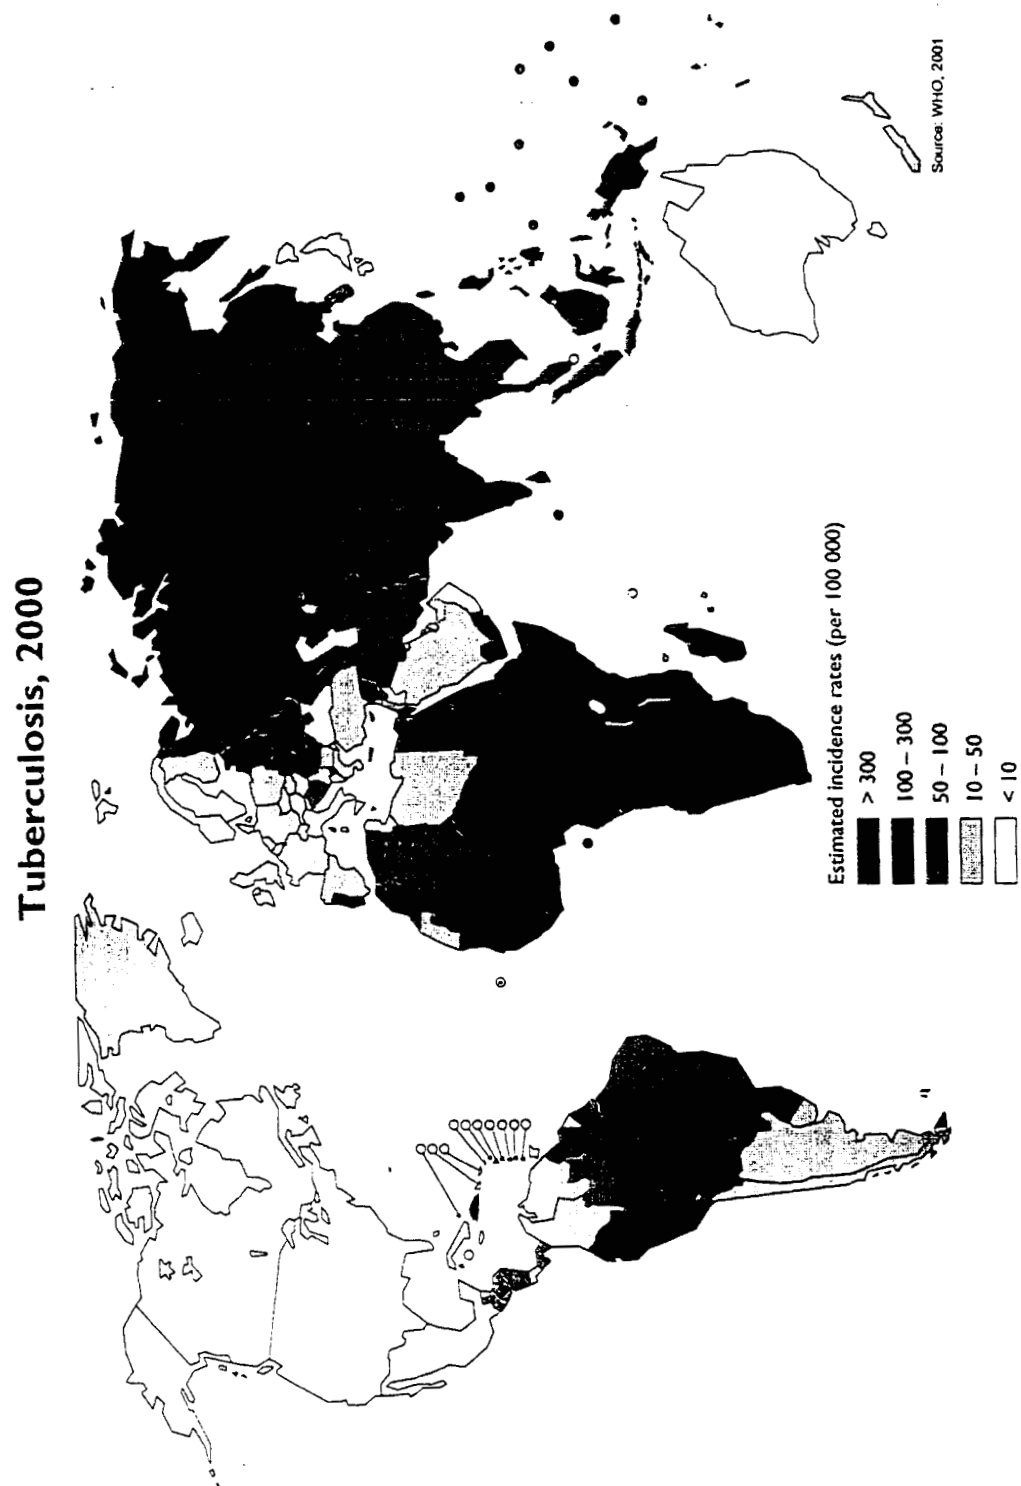 Tuberculosis, 2000
Estimated incidence rates (per 100 000)
> 300
100 – 300
50 – 100
10 – 50
< 10
Source: WHO, 2001